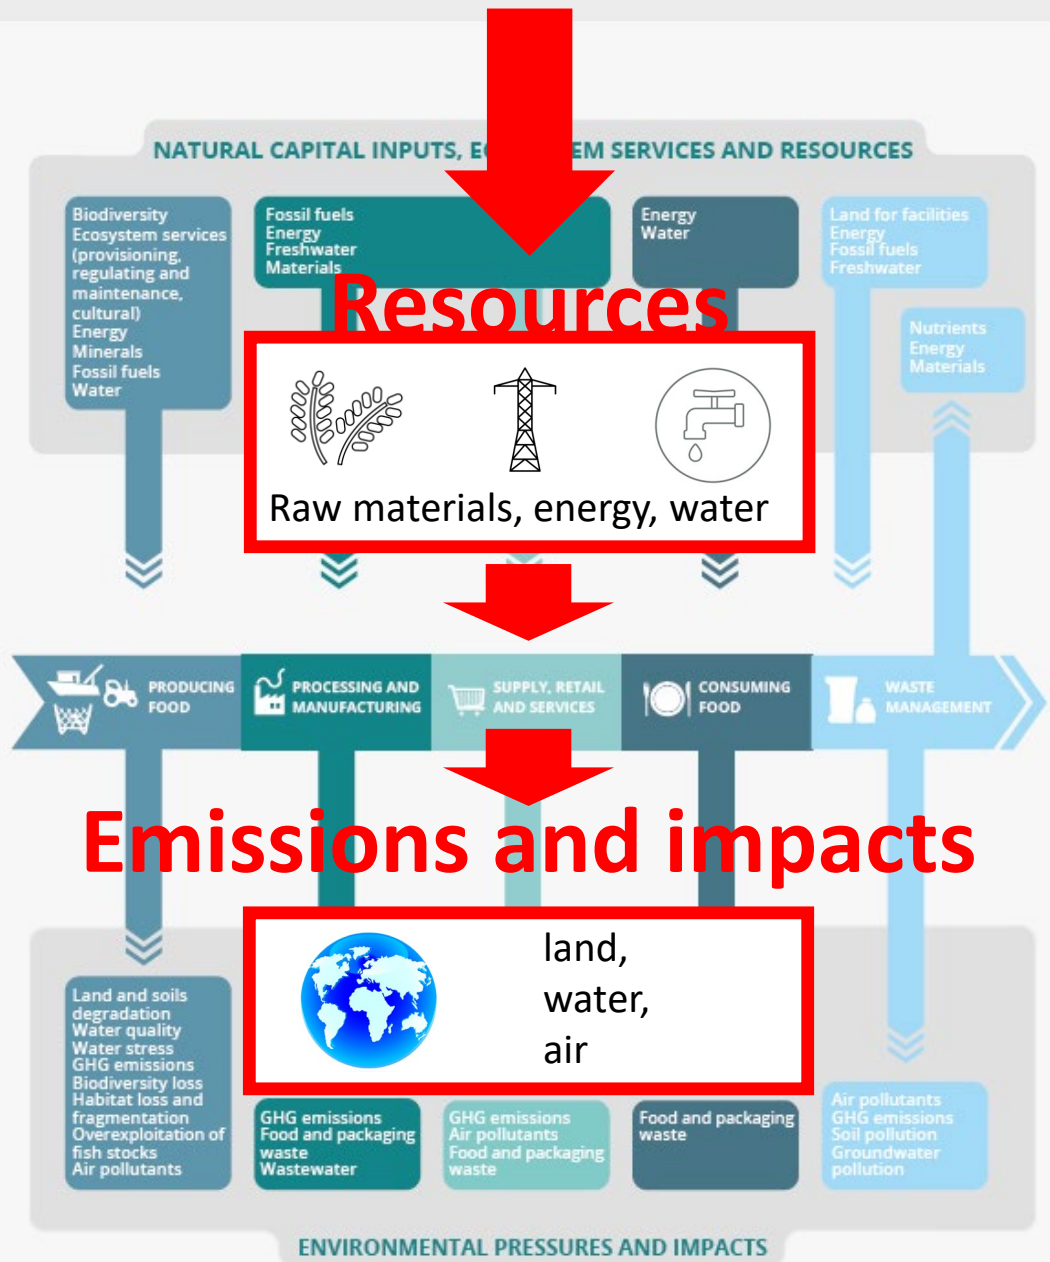 NATURAL CAPITAL INPUTS, EC EM SERVICES AND RESOURCES
Biodiversity
Ecosystem services
(provisioning,
regulating and
maintenance,
cultural)
Energy
Minerals
Fossil fuels
Water
Fossil fuels
Energy
Freshwater
Materials
Energy
Water
Land for facilities
Energy
Fossil fuels
Freshwater
Nutrients
Energy
Materials
Resources
Raw materials, energy, water
PRODUCING
FOOD
PROCESSING AND
MANUFACTURING
SUPPLY, RETAIL
AND SERVICES
CONSUMING
FOOD
WASTE
MANAGEMENT
Emissions and impacts
land,
water,
air
Land and soils
degradation
Water quality
Water stress
GHG emissions
Biodiversity loss
Habitat loss and
fragmentation
Overexploitation of
fish stocks
Air pollutants
GHG emissions
Food and packaging
waste
Wastewater
GHG emissions
Air pollutants
Food and packaging
waste
Food and packaging
waste
Air pollutants
GHG emissions
Soil pollution
Groundwater
pollution
ENVIRONMENTAL PRESSURES AND IMPACTS